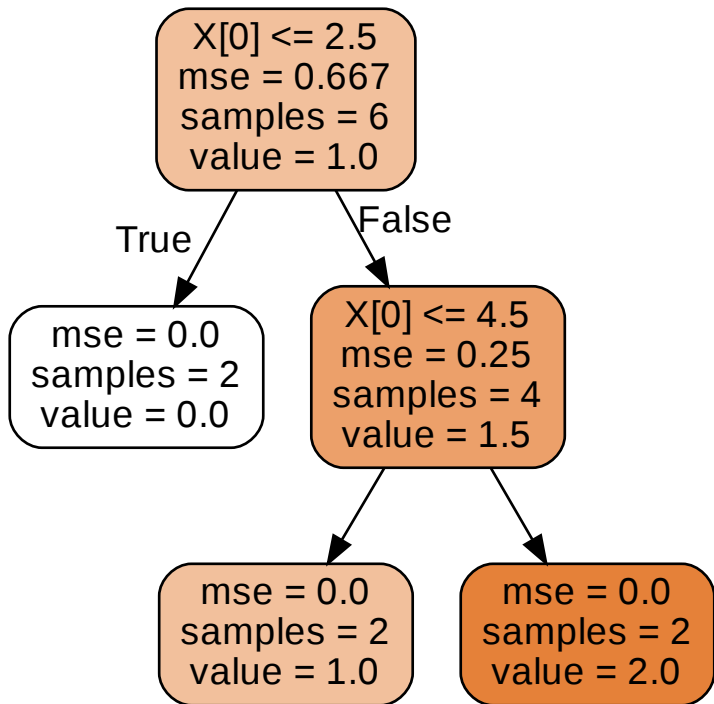 X[0] <= 2.5
mse = 0.667
samples = 6
value = 1.0
True
False
mse = 0.0
samples = 2
value = 0.0
X[0] <= 4.5
mse = 0.25
samples = 4
value = 1.5
mse = 0.0
samples = 2
value = 1.0
mse = 0.0
samples = 2
value = 2.0